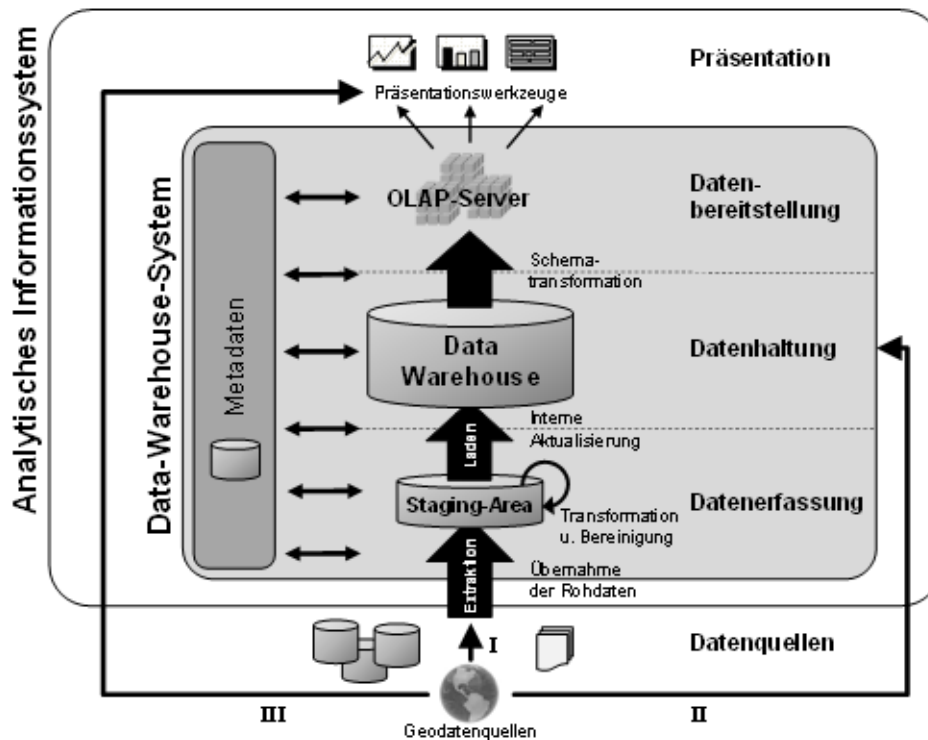 Analytisches Informationssystem
Präsentation
Präsentationswerkzeuge
Data-Warehouse-System
Metadaten
OLAP-Server
Daten-
bereitstellung
Schema-
transformation
Data
Warehouse
Datenhaltung
Laden
Interne
Aktualisierung
Staging-Area
Datenerfassung
Transformation
u. Bereinigung
Extrakton
Übernahme
der Rohdaten
I
Datenquellen
III
II
Geodatenquellen